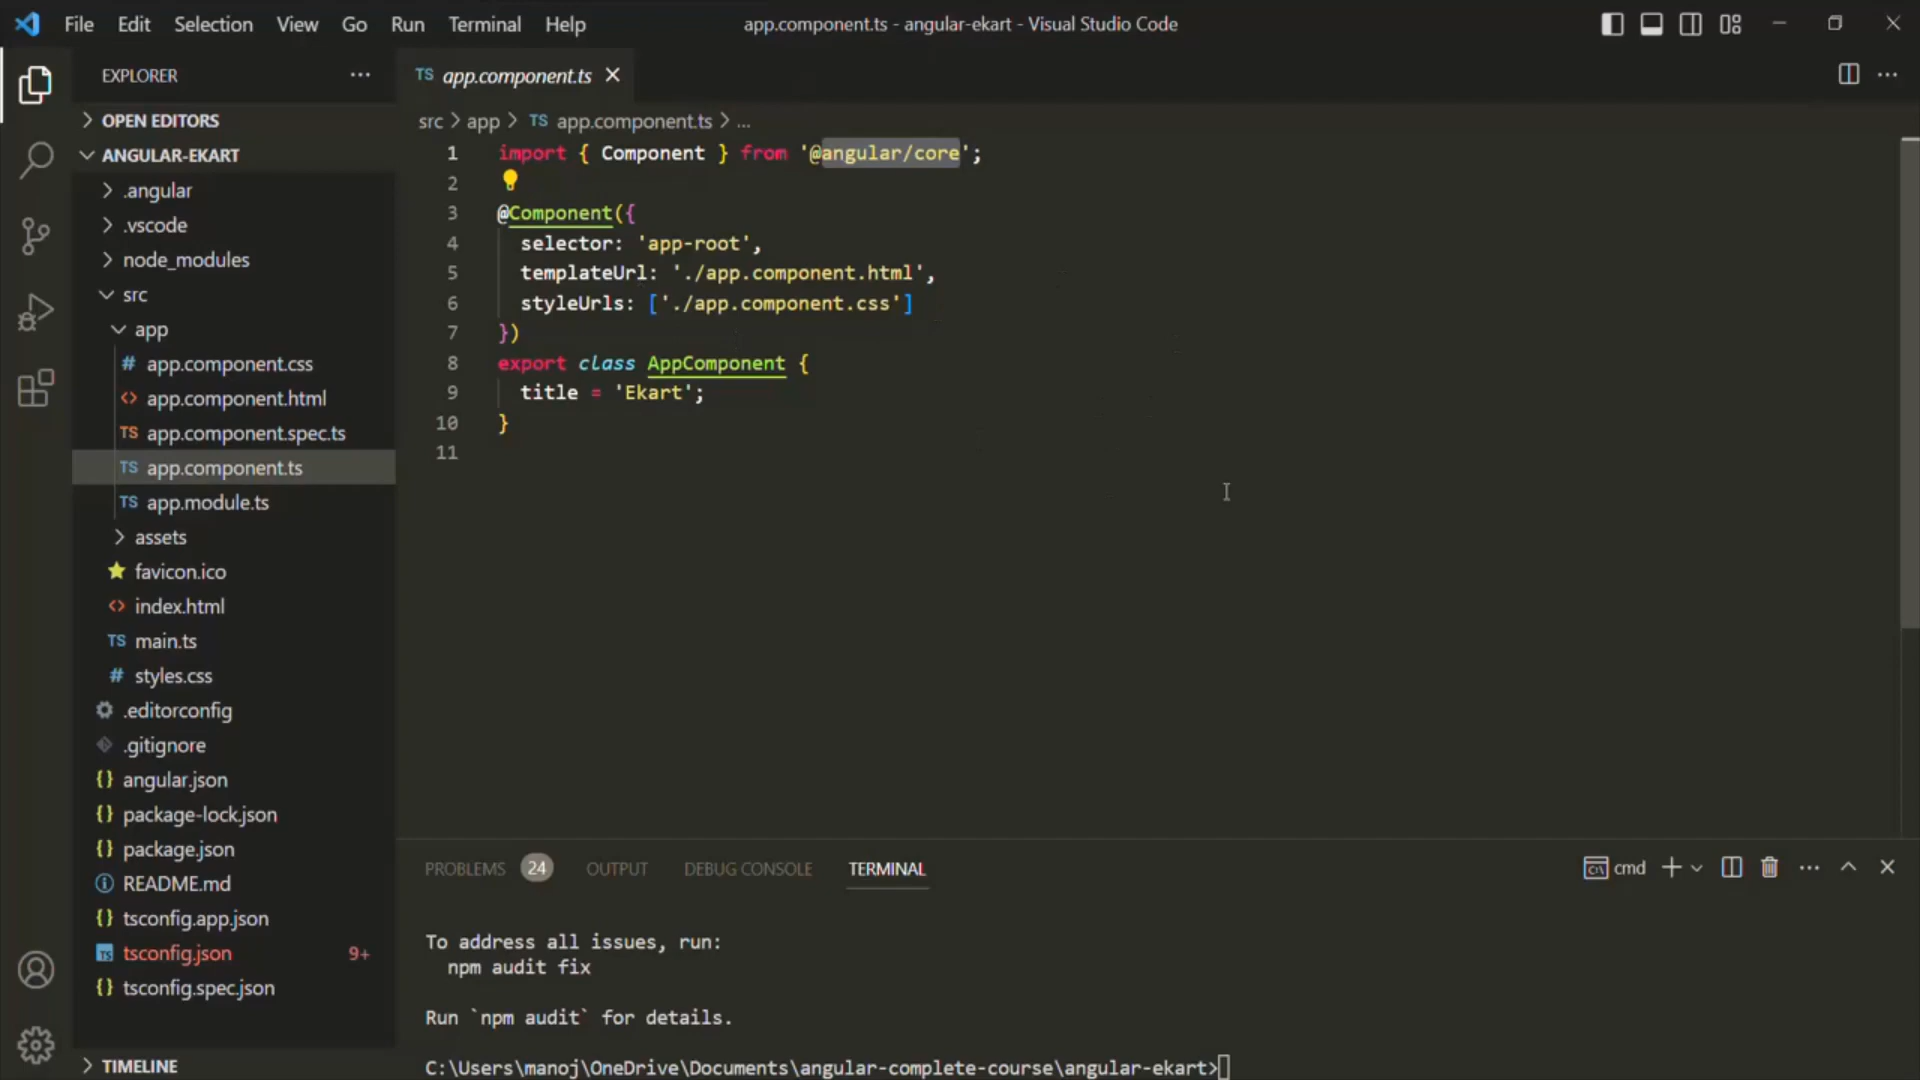 File Edit Selection View Go Run Terminal Help
app.component.ts - angular-ekart - Visual Studio Code
EXPLORER
OPEN EDITORS
ANGULAR-EKART
.angular
.vscode
node_modules
src
app
# app.component.css
<> app.component.html
TS app.component.spec.ts
TS app.component.ts
TS app.module.ts
assets
favicon.ico
<> index.html
TS main.ts
# styles.css
.editorconfig
.gitignore
{} angular.json
{} package-lock.json
{} package.json
README.md
{} tsconfig.app.json
TS tsconfig.json 9+
{} tsconfig.spec.json
TIMELINE
TS app.component.ts
src > app > TS app.component.ts > ...
1 import { Component } from '@angular/core';
2
3 @Component({
4 selector: 'app-root',
5 templateUrl: './app.component.html',
6 styleUrls: ['./app.component.css']
7 })
8 export class AppComponent {
9 title = 'Ekart';
10 }
11
PROBLEMS 24 OUTPUT DEBUG CONSOLE TERMINAL
cmd
To address all issues, run:
npm audit fix
Run `npm audit` for details.
C:\Users\manoj\OneDrive\Documents\angular-complete-course\angular-ekart>